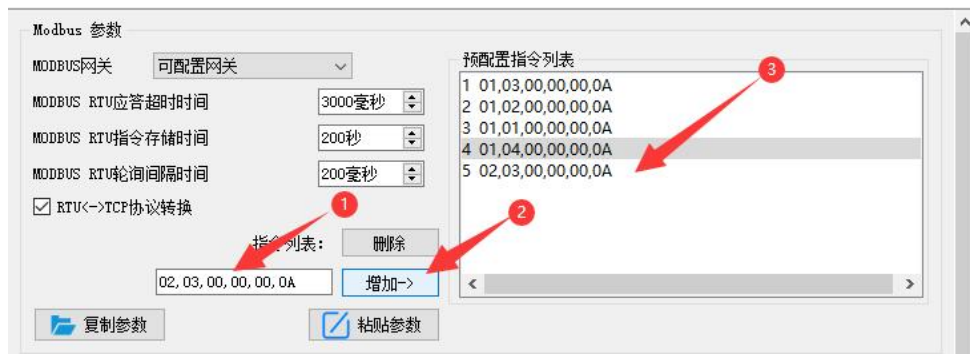 Modbus 参数
MODBUS网关 可配置网关
MODBUS RTU应答超时时间 3000毫秒
MODBUS RTU指令存储时间 200秒
MODBUS RTU轮询间隔时间 200毫秒
RTU<->TCP协议转换
1
指令列表： 删除
2
02,03,00,00,00,0A 增加->
复制参数 粘贴参数
预配置指令列表
3
1 01,03,00,00,00,0A
2 01,02,00,00,00,0A
3 01,01,00,00,00,0A
4 01,04,00,00,00,0A
5 02,03,00,00,00,0A